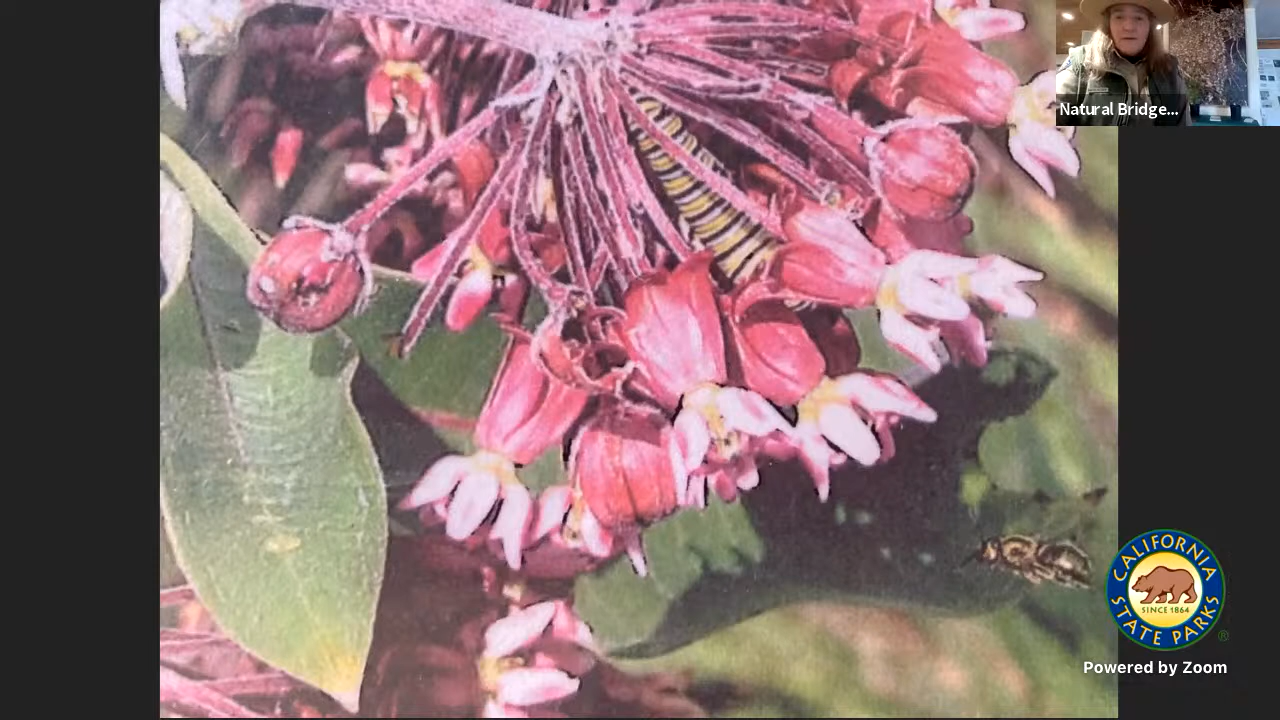 Natural Bridge...
CALIFORNIA
SINCE 1864
STATE PARKS
®
Powered by Zoom